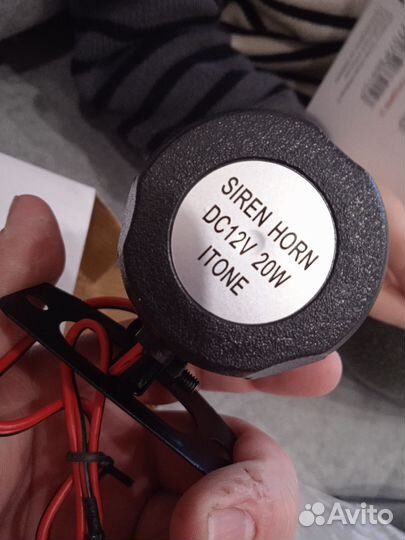 SIREN HORN
DC12V 20W
ITONE
Avito